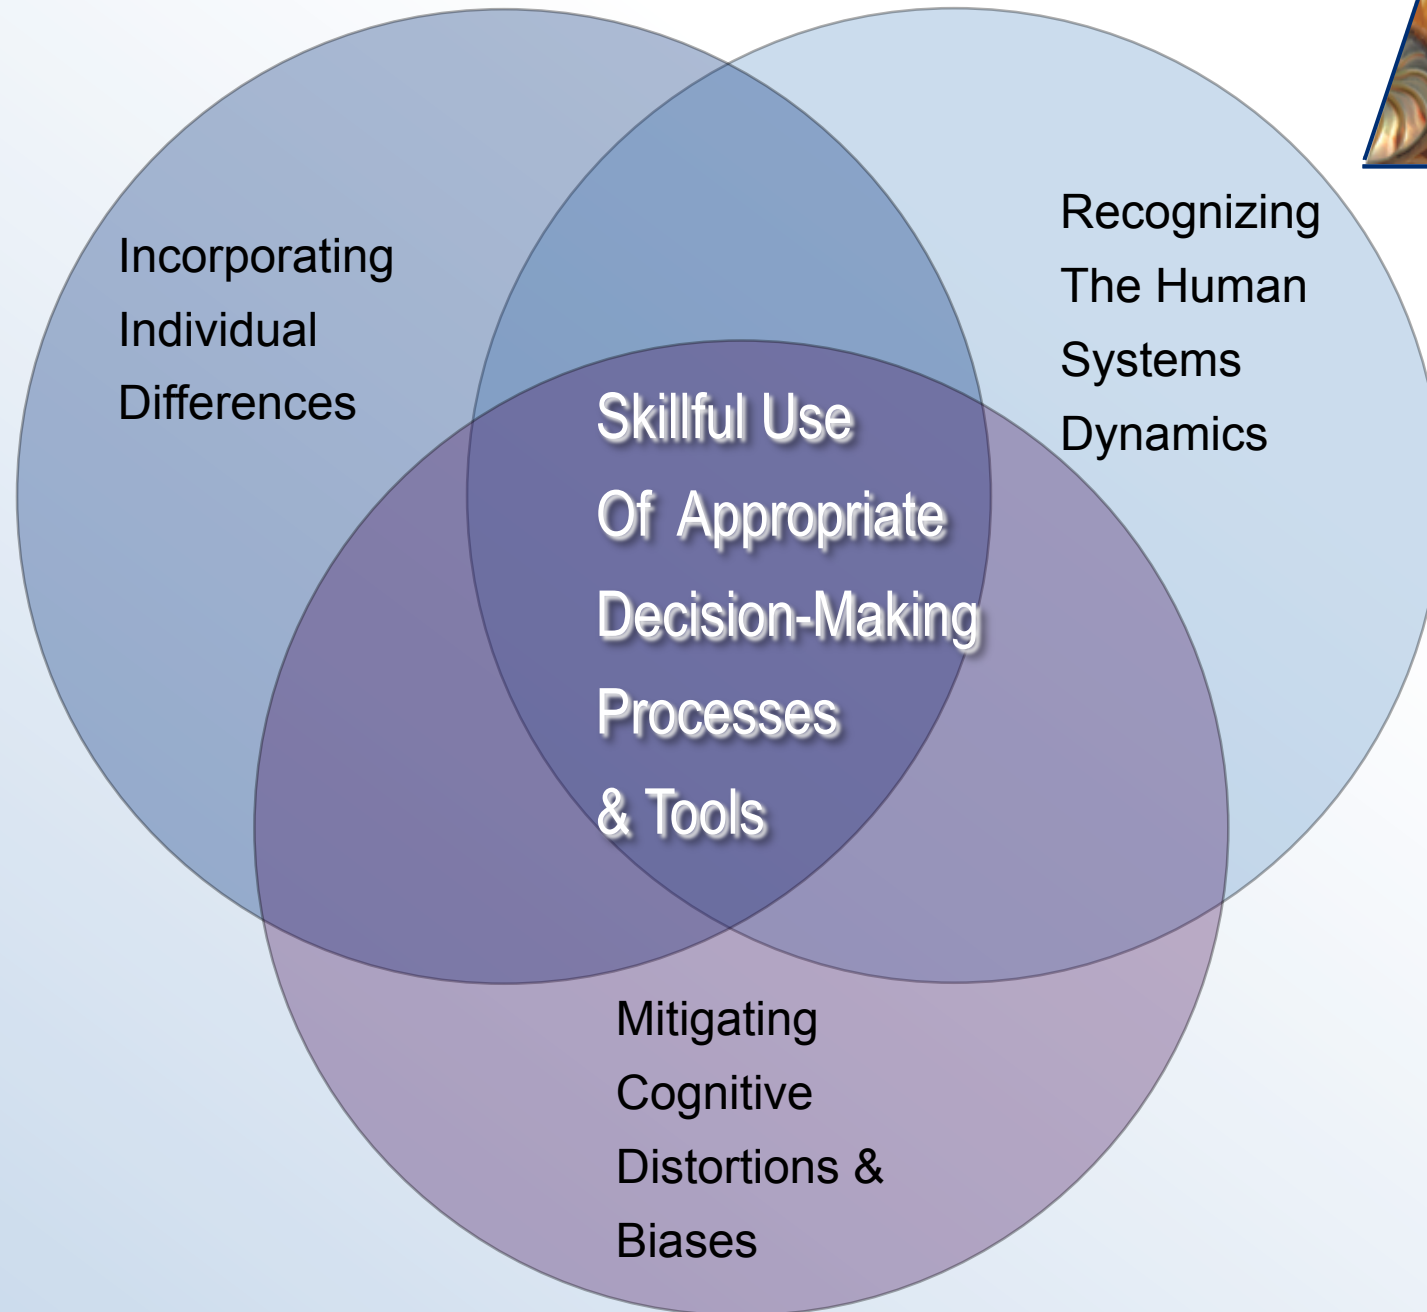 Incorporating
Individual
Differences
Recognizing
The Human
Systems
Dynamics
Skillful Use
Of Appropriate
Decision-Making
Processes
& Tools
Mitigating
Cognitive
Distortions &
Biases